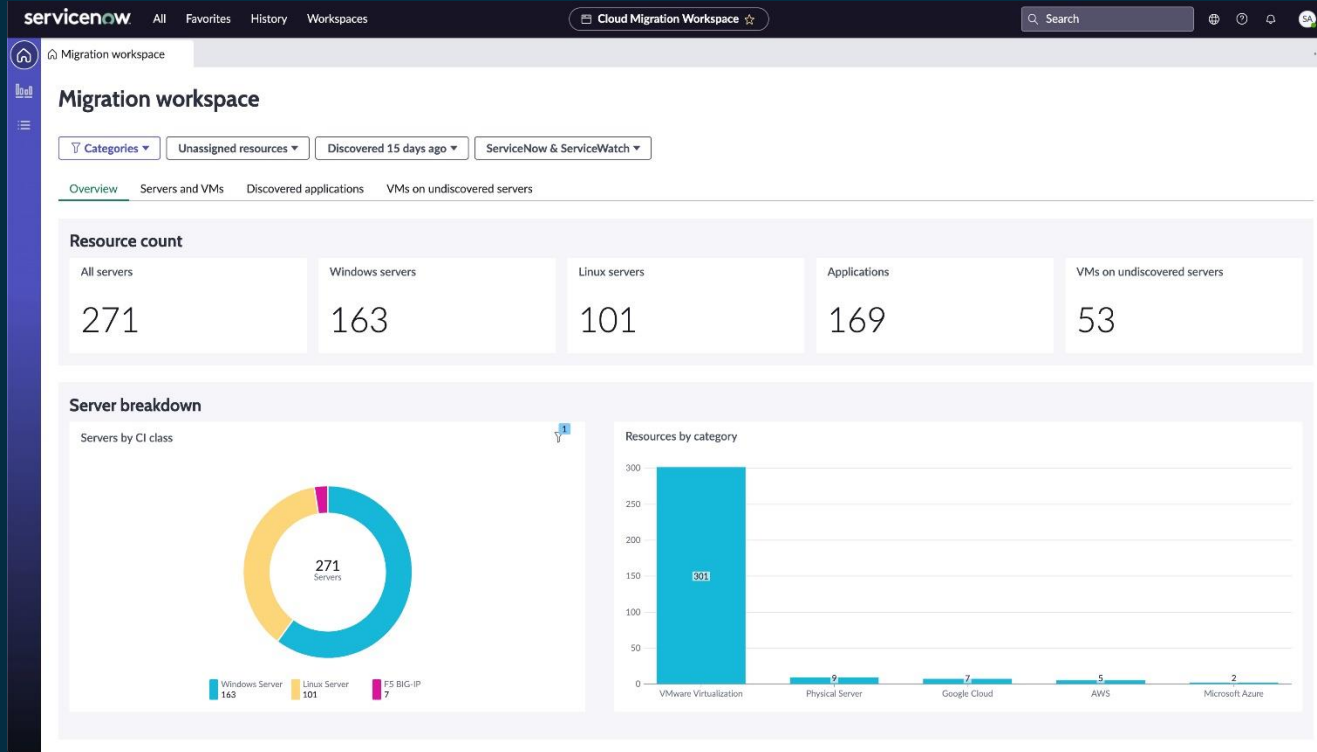 servicenow All Favorites History Workspaces Cloud Migration Workspace Search SA
Migration workspace
Migration workspace
Categories Unassigned resources Discovered 15 days ago ServiceNow & ServiceWatch
Overview Servers and VMs Discovered applications VMs on undiscovered servers
Resource count
All servers Windows servers Linux servers Applications VMs on undiscovered servers
271 163 101 169 53
Server breakdown
Servers by CI class
1
271
Servers
Windows Server Linux Server F5 BIG-IP
163 101 7
Resources by category
300
250
200
150
100
50
0
301 9 7 5 2
VMware Virtualization Physical Server Google Cloud AWS Microsoft Azure